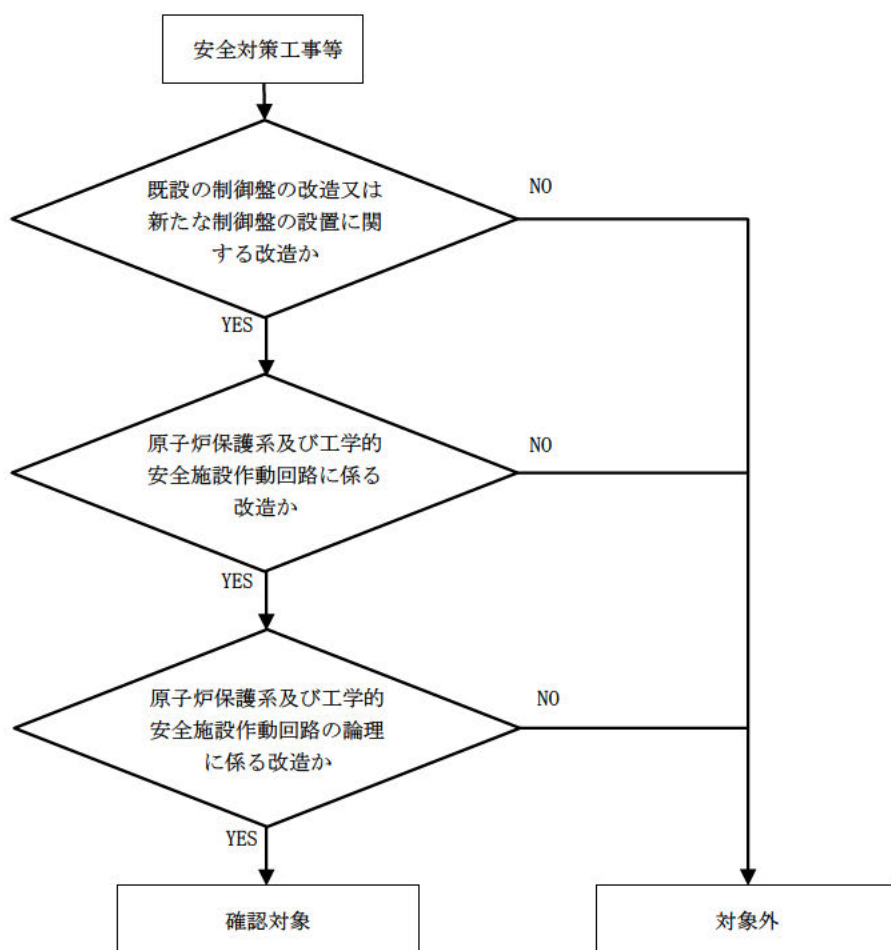 安全対策工事等
既設の制御盤の改造又は
新たな制御盤の設置に関
する改造か
NO
YES
原子炉保護系及び工学的
安全施設作動回路に係る
改造か
NO
YES
原子炉保護系及び工学的
安全施設作動回路の論理
に係る改造か
NO
YES
確認対象
対象外